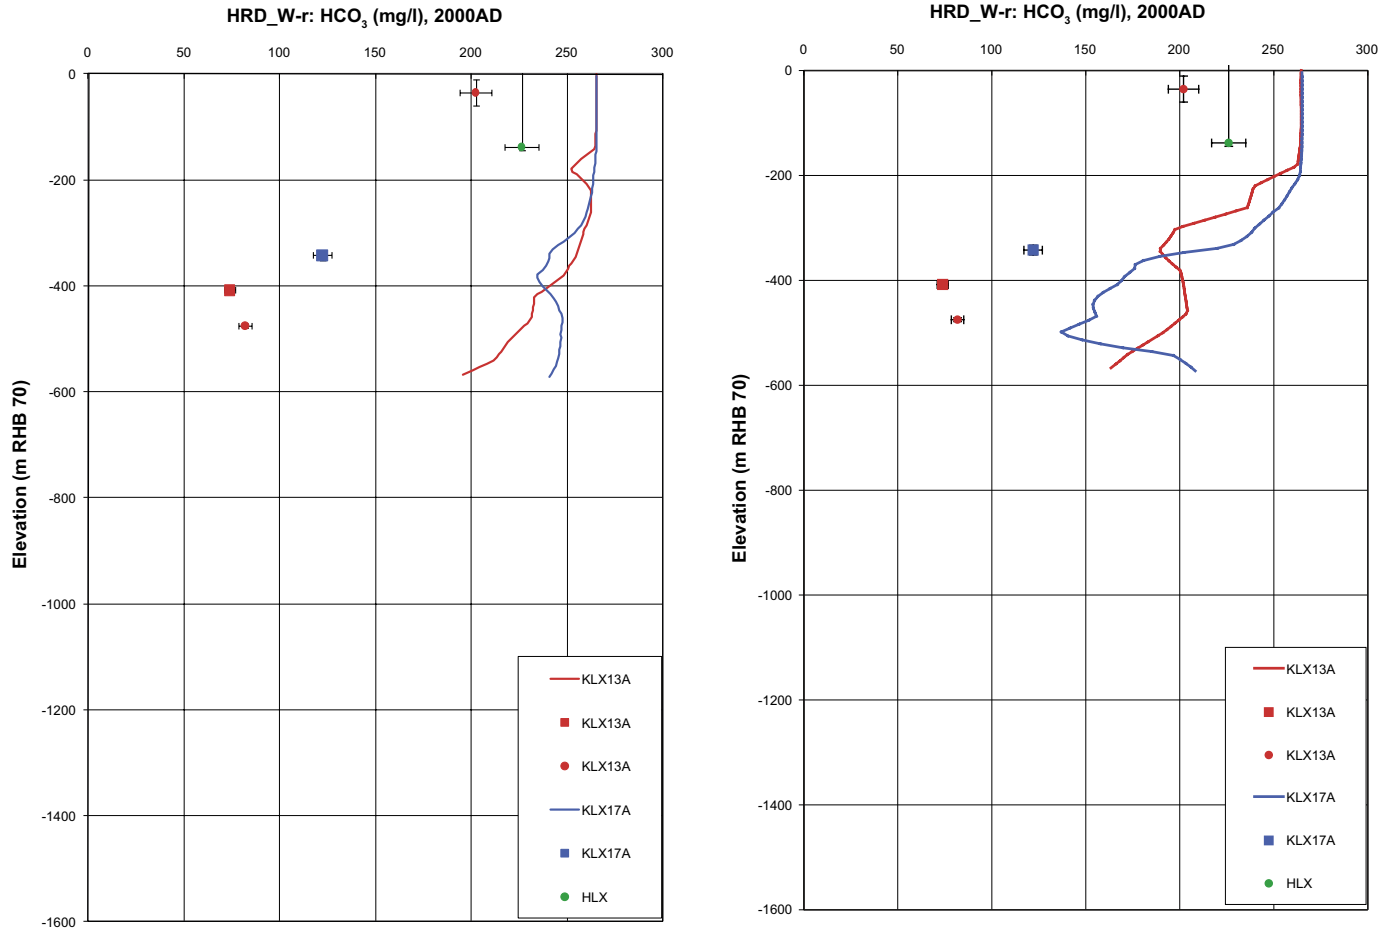 HRD_W-r: HCO3 (mg/l), 2000AD
0 50 100 150 200 250 300
0
-200
-400
-600
-800
-1000
-1200
-1400
-1600
Elevation (m RHB 70)
KLX13A
KLX13A
KLX13A
KLX17A
KLX17A
HLX
HRD_W-r: HCO3 (mg/l), 2000AD
0 50 100 150 200 250 300
0
-200
-400
-600
-800
-1000
-1200
-1400
-1600
Elevation (m RHB 70)
KLX13A
KLX13A
KLX13A
KLX17A
KLX17A
HLX